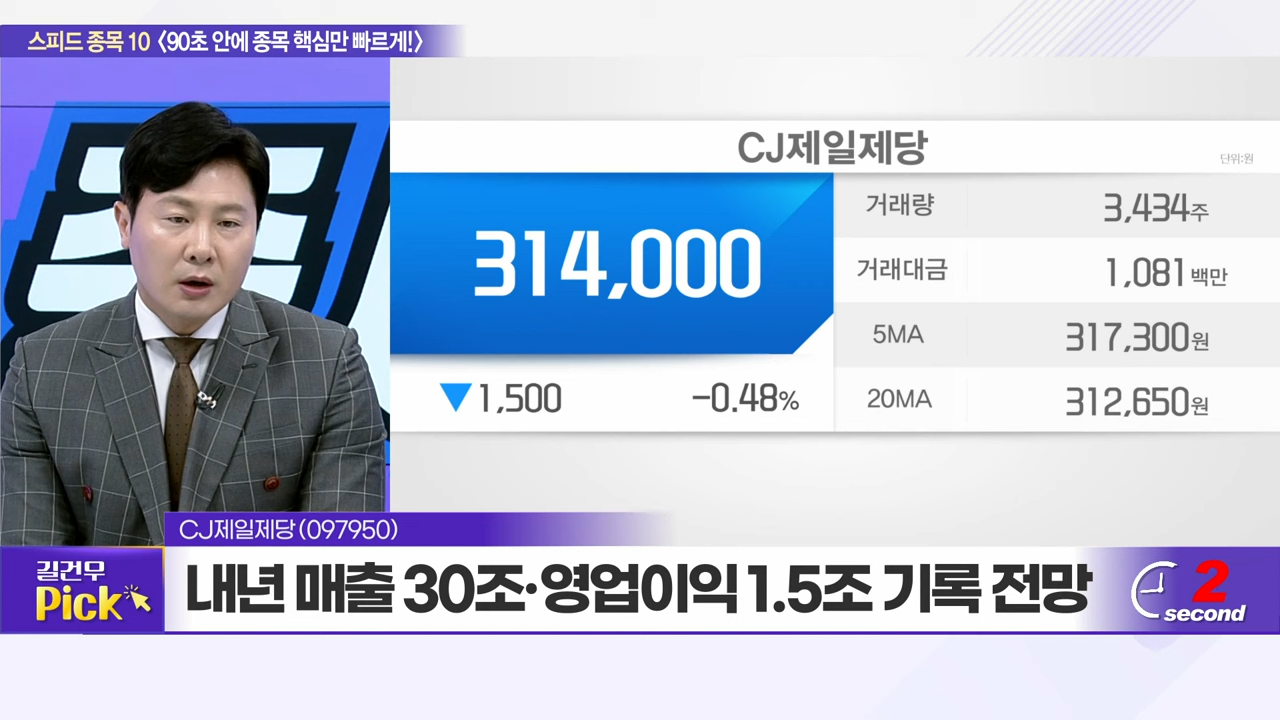 스피드 종목 10 〈90초 안에 종목 핵심만 빠르게!〉
CJ제일제당
단위:원
314,000
▼1,500 -0.48%
거래량 3,434주
거래대금 1,081백만
5MA 317,300원
20MA 312,650원
CJ제일제당(097950)
길건무
Pick
내년 매출 30조·영업이익 1.5조 기록 전망
2
second